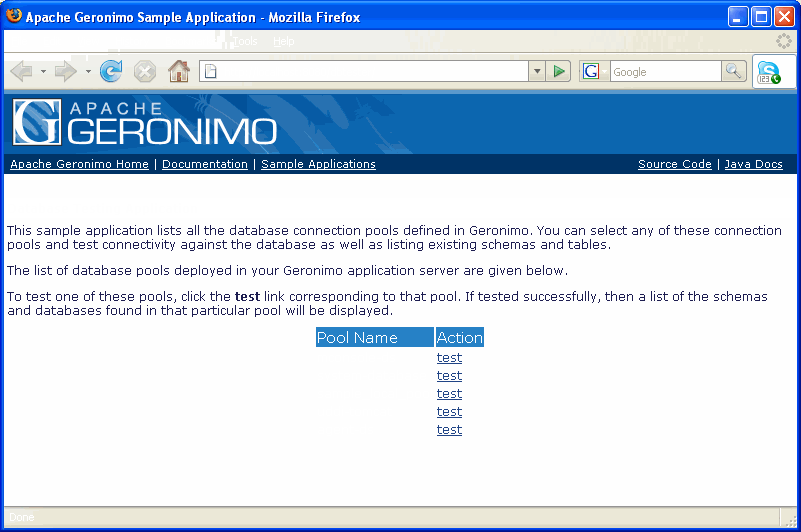 Apache Geronimo Sample Application - Mozilla Firefox
Tools Help
G Google
123
APACHE
GERONIMO
Apache Geronimo Home | Documentation | Sample Applications Source Code | Java Docs
This sample application lists all the database connection pools defined in Geronimo. You can select any of these connection
pools and test connectivity against the database as well as listing existing schemas and tables.
The list of database pools deployed in your Geronimo application server are given below.
To test one of these pools, click the test link corresponding to that pool. If tested successfully, then a list of the schemas
and databases found in that particular pool will be displayed.
Pool Name Action
test
test
test
test
test
Done